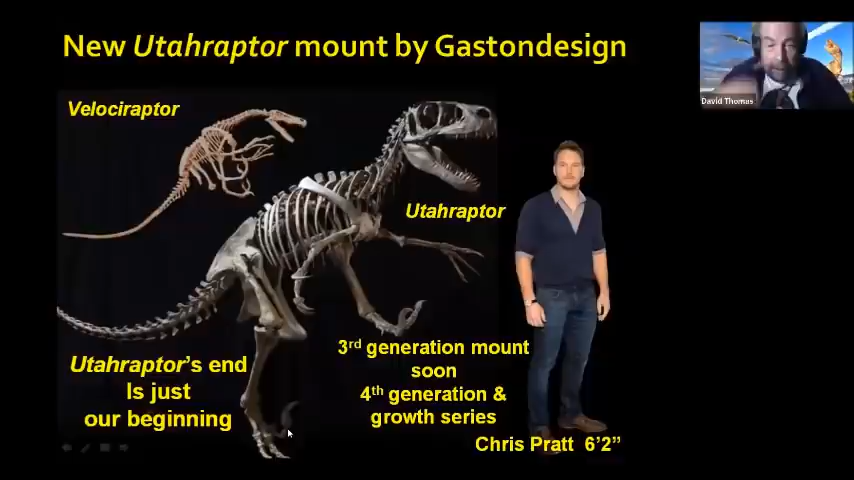 New Utahraptor mount by Gastondesign
David Thomas
Velociraptor
Utahraptor
3rd generation mount
soon
4th generation &
growth series
Utahraptor's end
Is just
our beginning
Chris Pratt 6'2”